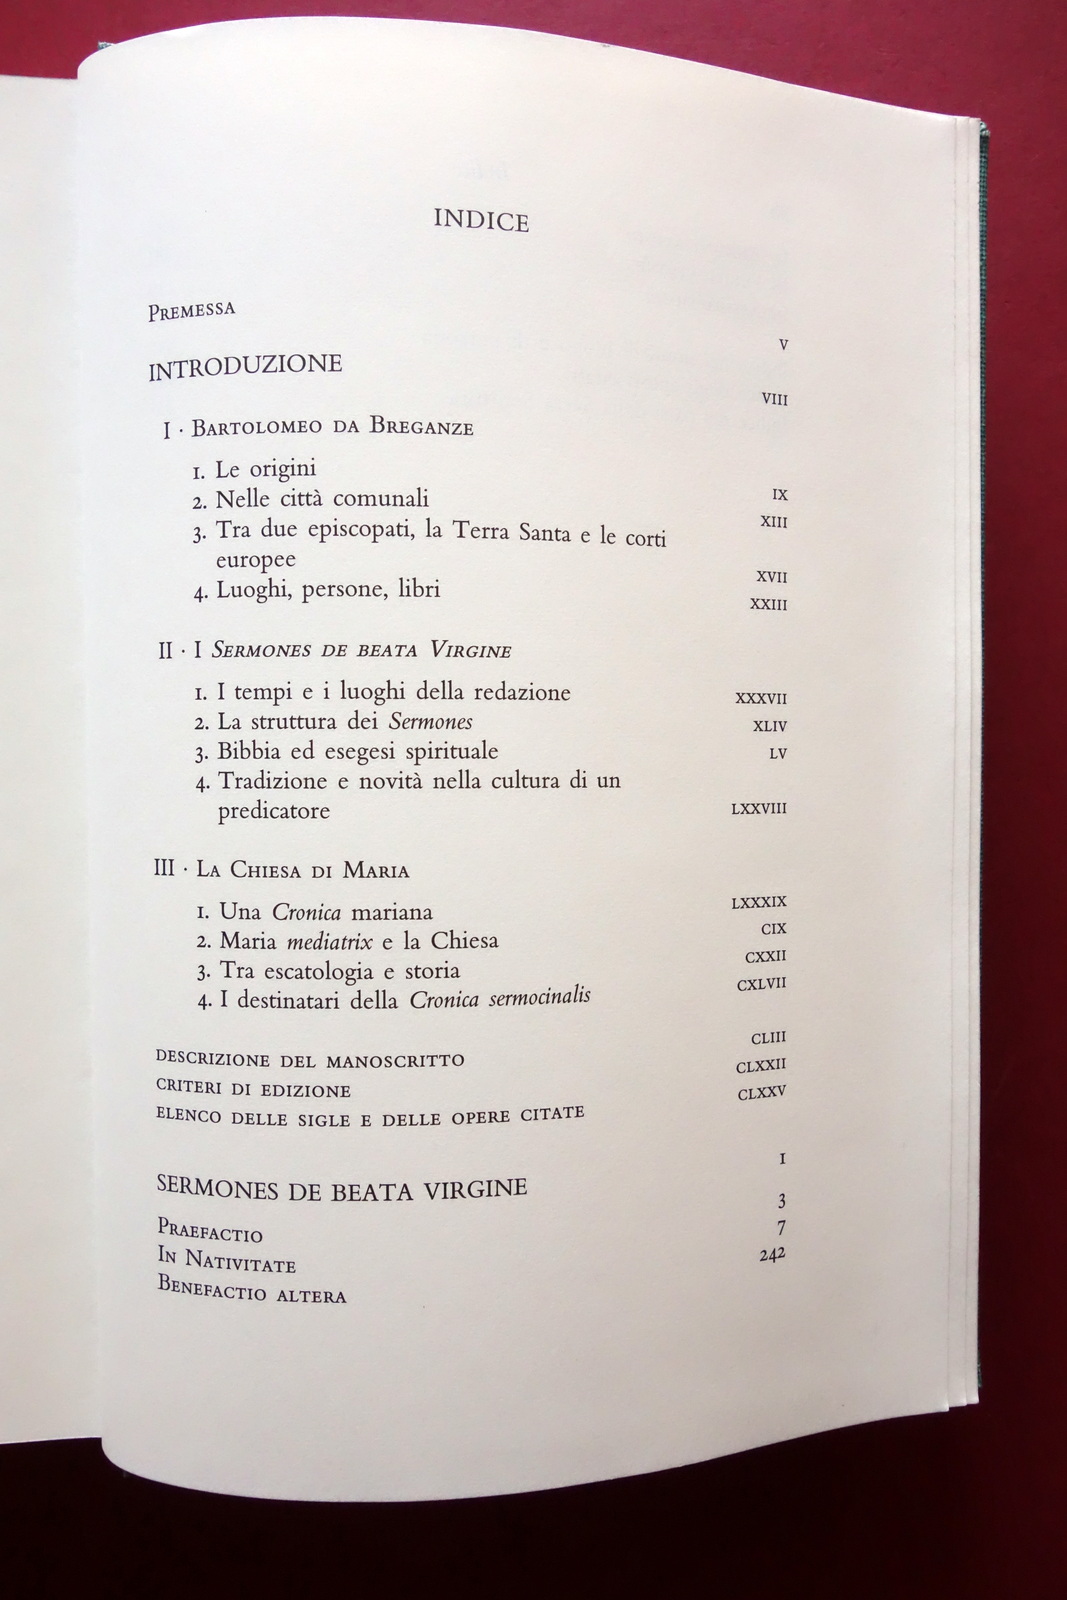 INDICE
PREMESSA V
INTRODUZIONE VIII
I · BARTOLOMEO DA BREGANZE
1. Le origini IX
2. Nelle città comunali XIII
3. Tra due episcopati, la Terra Santa e le corti
europee XVII
4. Luoghi, persone, libri XXIII
II · I SERMONES DE BEATA VIRGINE
1. I tempi e i luoghi della redazione XXXVII
2. La struttura dei Sermones XLIV
3. Bibbia ed esegesi spirituale LV
4. Tradizione e novità nella cultura di un
predicatore LXXVIII
III · LA CHIESA DI MARIA
1. Una Cronica mariana LXXXIX
2. Maria mediatrix e la Chiesa CIX
3. Tra escatologia e storia CXXII
4. I destinatari della Cronica sermocinalis CXLVII
DESCRIZIONE DEL MANOSCRITTO CLIII
CRITERI DI EDIZIONE CLXXII
ELENCO DELLE SIGLE E DELLE OPERE CITATE CLXXV
SERMONES DE BEATA VIRGINE I
PRAEFACTIO 3
IN NATIVITATE 7
BENEFACTIO ALTERA 242